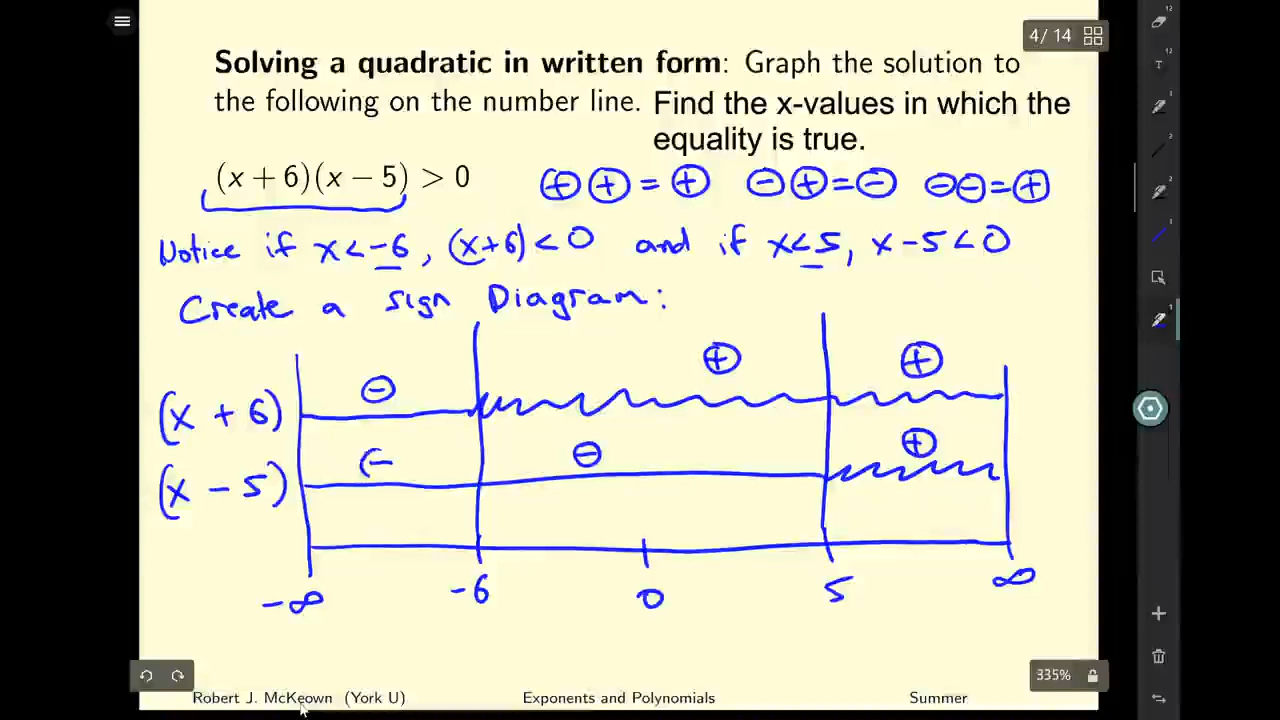 4 / 14
Solving a quadratic in written form: Graph the solution to
the following on the number line. Find the x-values in which the
equality is true.
(x + 6)(x − 5) > 0 ⊕ ⊕ = ⊕ ⊖ ⊕ = ⊖ ⊖ ⊖ = ⊕
Notice if x < -6, (x+6) < 0 and if x < 5, x - 5 < 0
Create a sign Diagram:
⊖ ⊕ ⊕
(x + 6)
⊖ ⊖ ⊕
(x - 5)
-∞ -6 0 5 ∞
335%
Robert J. McKeown (York U) Exponents and Polynomials Summer